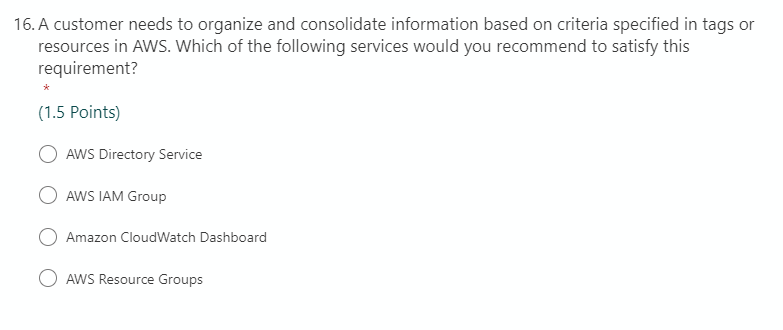 16. A customer needs to organize and consolidate information based on criteria specified in tags or
resources in AWS. Which of the following services would you recommend to satisfy this
requirement?
*
(1.5 Points)
AWS Directory Service
AWS IAM Group
Amazon CloudWatch Dashboard
AWS Resource Groups